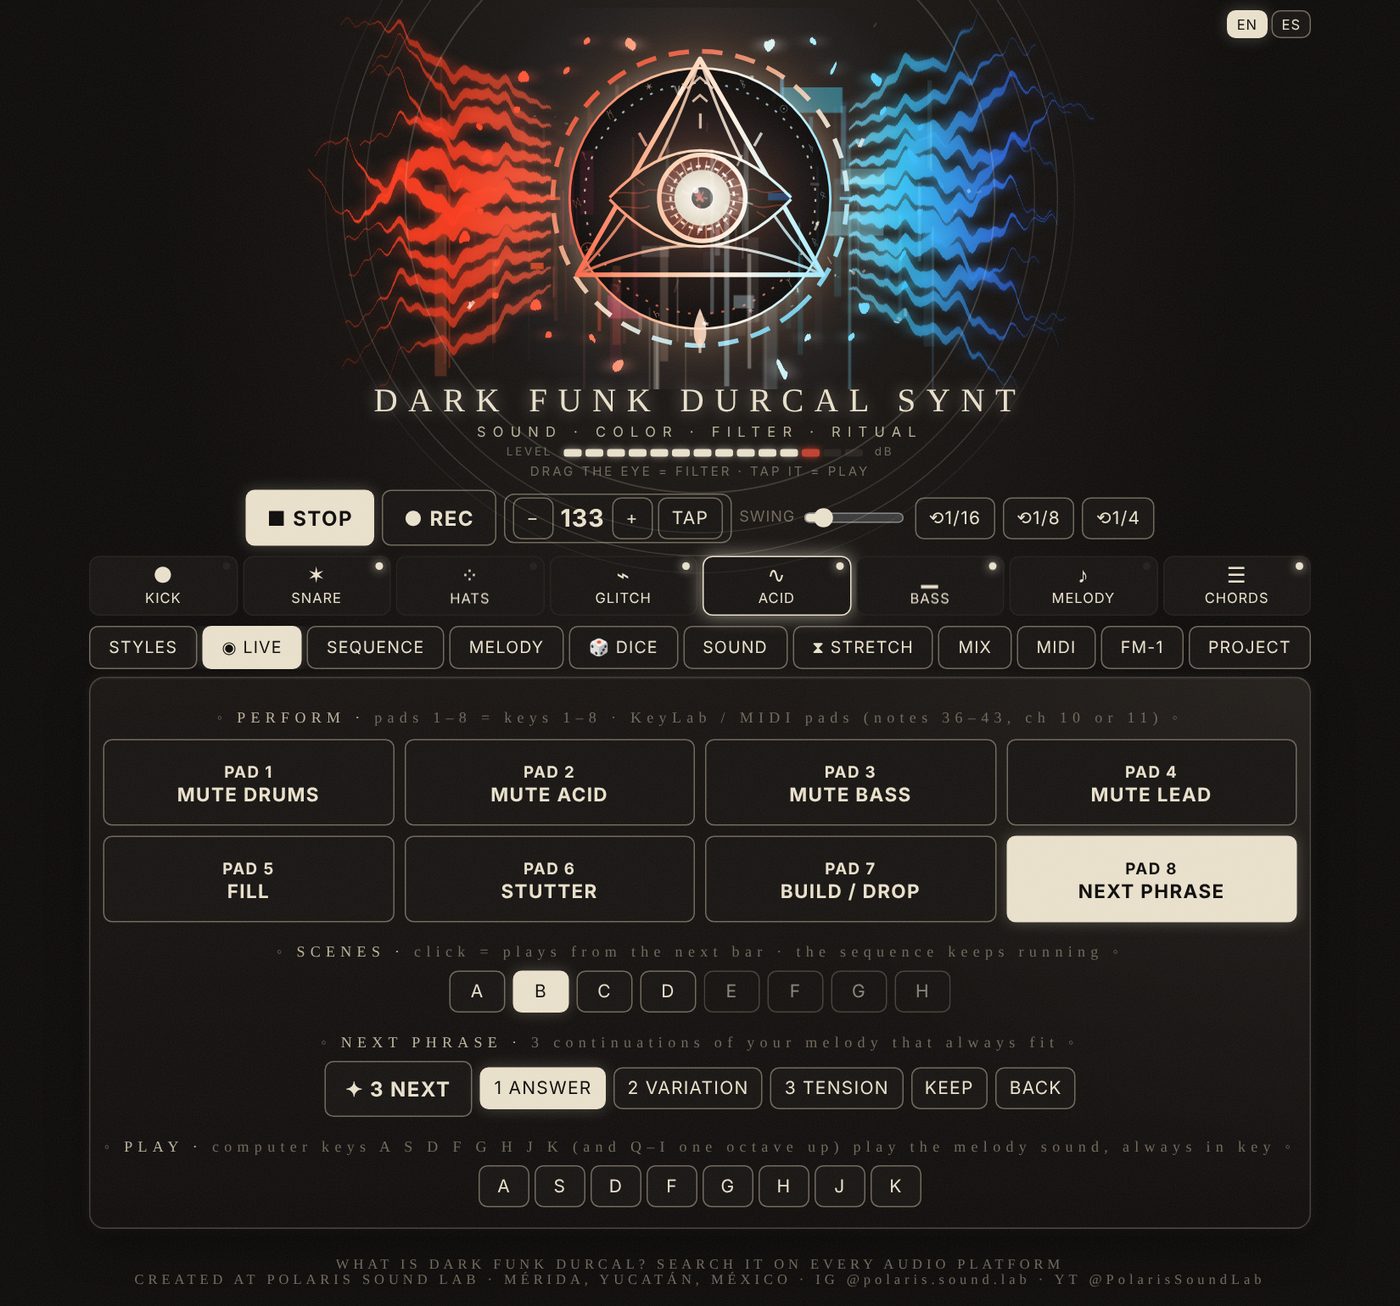 EN ES
DARK FUNK DURCAL SYNT
SOUND · COLOR · FILTER · RITUAL
LEVEL dB
DRAG THE EYE = FILTER · TAP IT = PLAY
■ STOP ● REC − 133 + TAP SWING ⟲1/16 ⟲1/8 ⟲1/4
KICK SNARE HATS GLITCH ACID BASS MELODY CHORDS
STYLES ◉ LIVE SEQUENCE MELODY 🎲 DICE SOUND ⧗ STRETCH MIX MIDI FM-1 PROJECT
◦ PERFORM · pads 1–8 = keys 1–8 · KeyLab / MIDI pads (notes 36–43, ch 10 or 11) ◦
PAD 1
MUTE DRUMS
PAD 2
MUTE ACID
PAD 3
MUTE BASS
PAD 4
MUTE LEAD
PAD 5
FILL
PAD 6
STUTTER
PAD 7
BUILD / DROP
PAD 8
NEXT PHRASE
◦ SCENES · click = plays from the next bar · the sequence keeps running ◦
A B C D E F G H
◦ NEXT PHRASE · 3 continuations of your melody that always fit ◦
✦ 3 NEXT 1 ANSWER 2 VARIATION 3 TENSION KEEP BACK
◦ PLAY · computer keys A S D F G H J K (and Q–I one octave up) play the melody sound, always in key ◦
A S D F G H J K
WHAT IS DARK FUNK DURCAL? SEARCH IT ON EVERY AUDIO PLATFORM
CREATED AT POLARIS SOUND LAB · MÉRIDA, YUCATÁN, MÉXICO · IG @polaris.sound.lab · YT @PolarisSoundLab